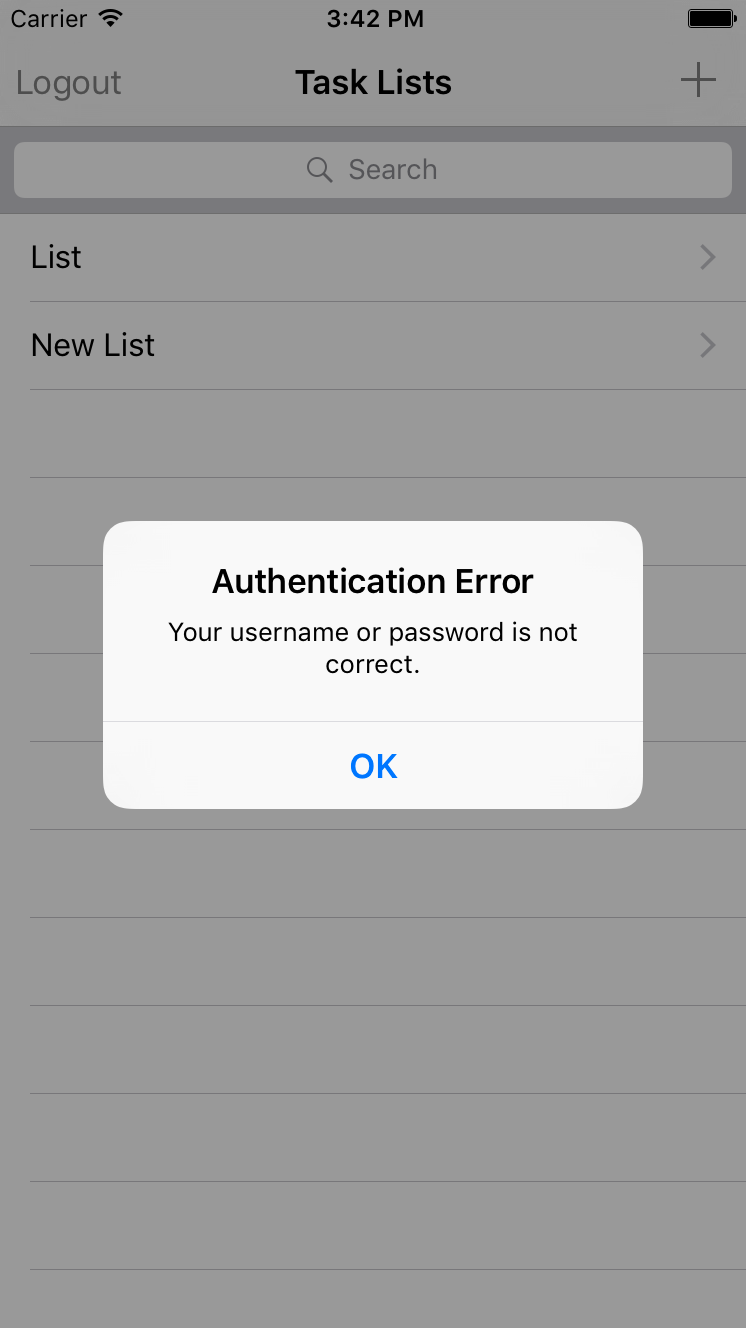 Carrier 3:42 PM
Logout Task Lists
Search
List
New List
Authentication Error
Your username or password is not
correct.
OK